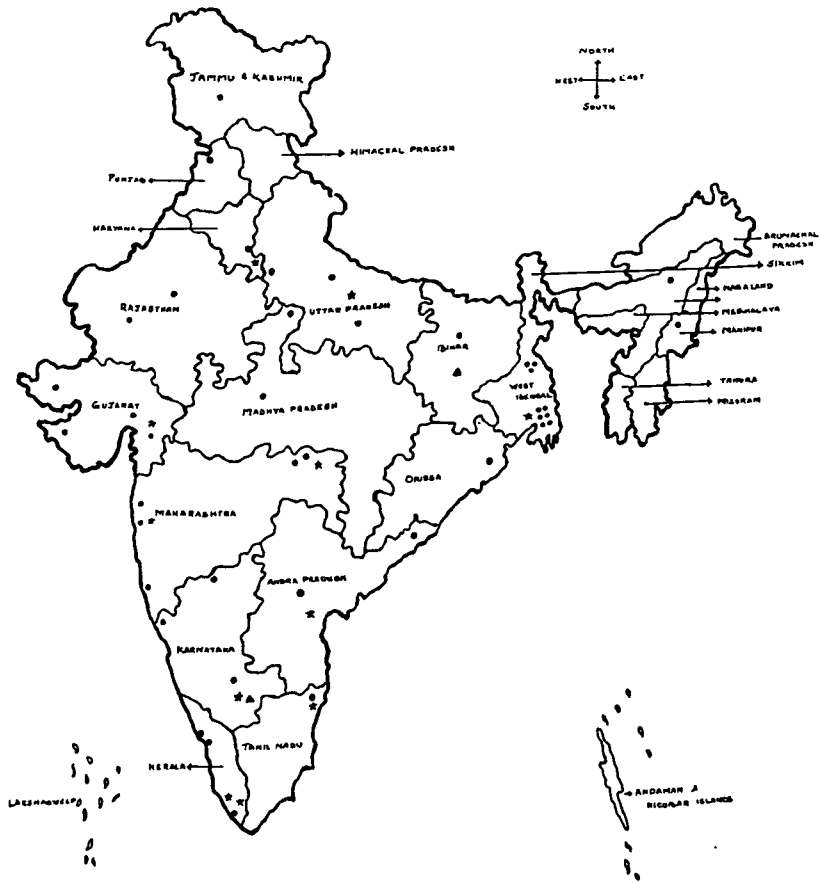 NORTH
WEST EAST
SOUTH
JAMMU & KASHMIR
HIMACHAL PRADESH
PUNJAB
HARYANA
ARUNACHAL
PRADESH
SIKKIM
NAGALAND
MEGHALAYA
MANIPUR
RAJASTHAN
UTTAR PRADESH
BIHAR
WEST
BENGAL
TRIPURA
MIZORAM
GUJARAT
MADHYA PRADESH
ORISSA
MAHARASHTRA
ANDRA PRADESH
KARNATAKA
TAMIL NADU
KERALA
LAKSHADWEEP
ANDAMAN &
NICOBAR ISLANDS